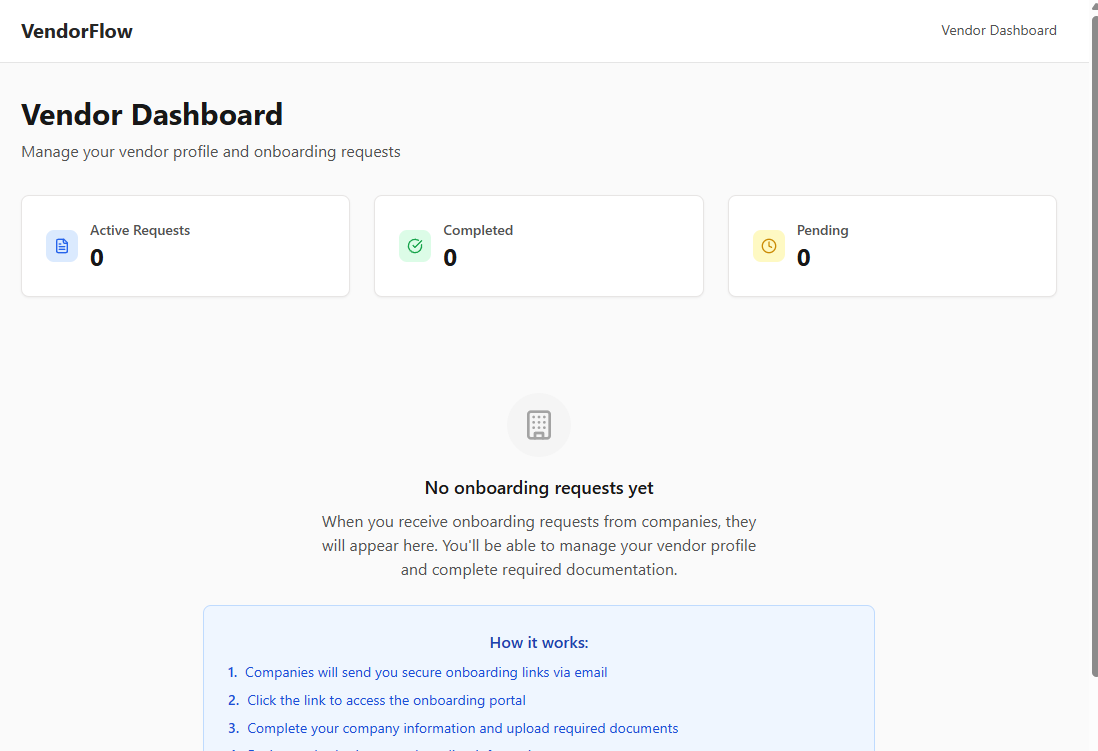 VendorFlow
Vendor Dashboard
Vendor Dashboard
Manage your vendor profile and onboarding requests
Active Requests
0
Completed
0
Pending
0
No onboarding requests yet
When you receive onboarding requests from companies, they
will appear here. You'll be able to manage your vendor profile
and complete required documentation.
How it works:
1. Companies will send you secure onboarding links via email
2. Click the link to access the onboarding portal
3. Complete your company information and upload required documents